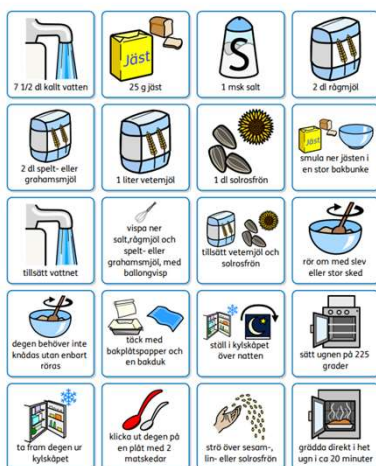 Jäst
S
7 1/2 dl kallt vatten
25 g jäst
1 msk salt
2 dl rågmjöl
2 dl spelt- eller
grahamsmjöl
1 liter vetemjöl
1 dl solrosfrön
Jäst
smula ner jästen i
en stor bakbunke
tillsätt vattnet
vispa ner
salt,rågmjöl och
spelt- eller
grahamsmjöl, med
ballongvisp
tillsätt vetemjöl och
solrosfrön
rör om med slev
eller stor sked
degen behöver inte
knådas utan enbart
röras
täck med
bakplåtspapper och
en bakduk
ställ i kylskåpet
över natten
sätt ugnen på 225
grader
ta fram degen ur
kylskåpet
klicka ut degen på
en plåt med 2
matskedar
strö över sesam-,
lin- eller solrosfrön
grädda direkt i het
ugn i ca 20 minuter